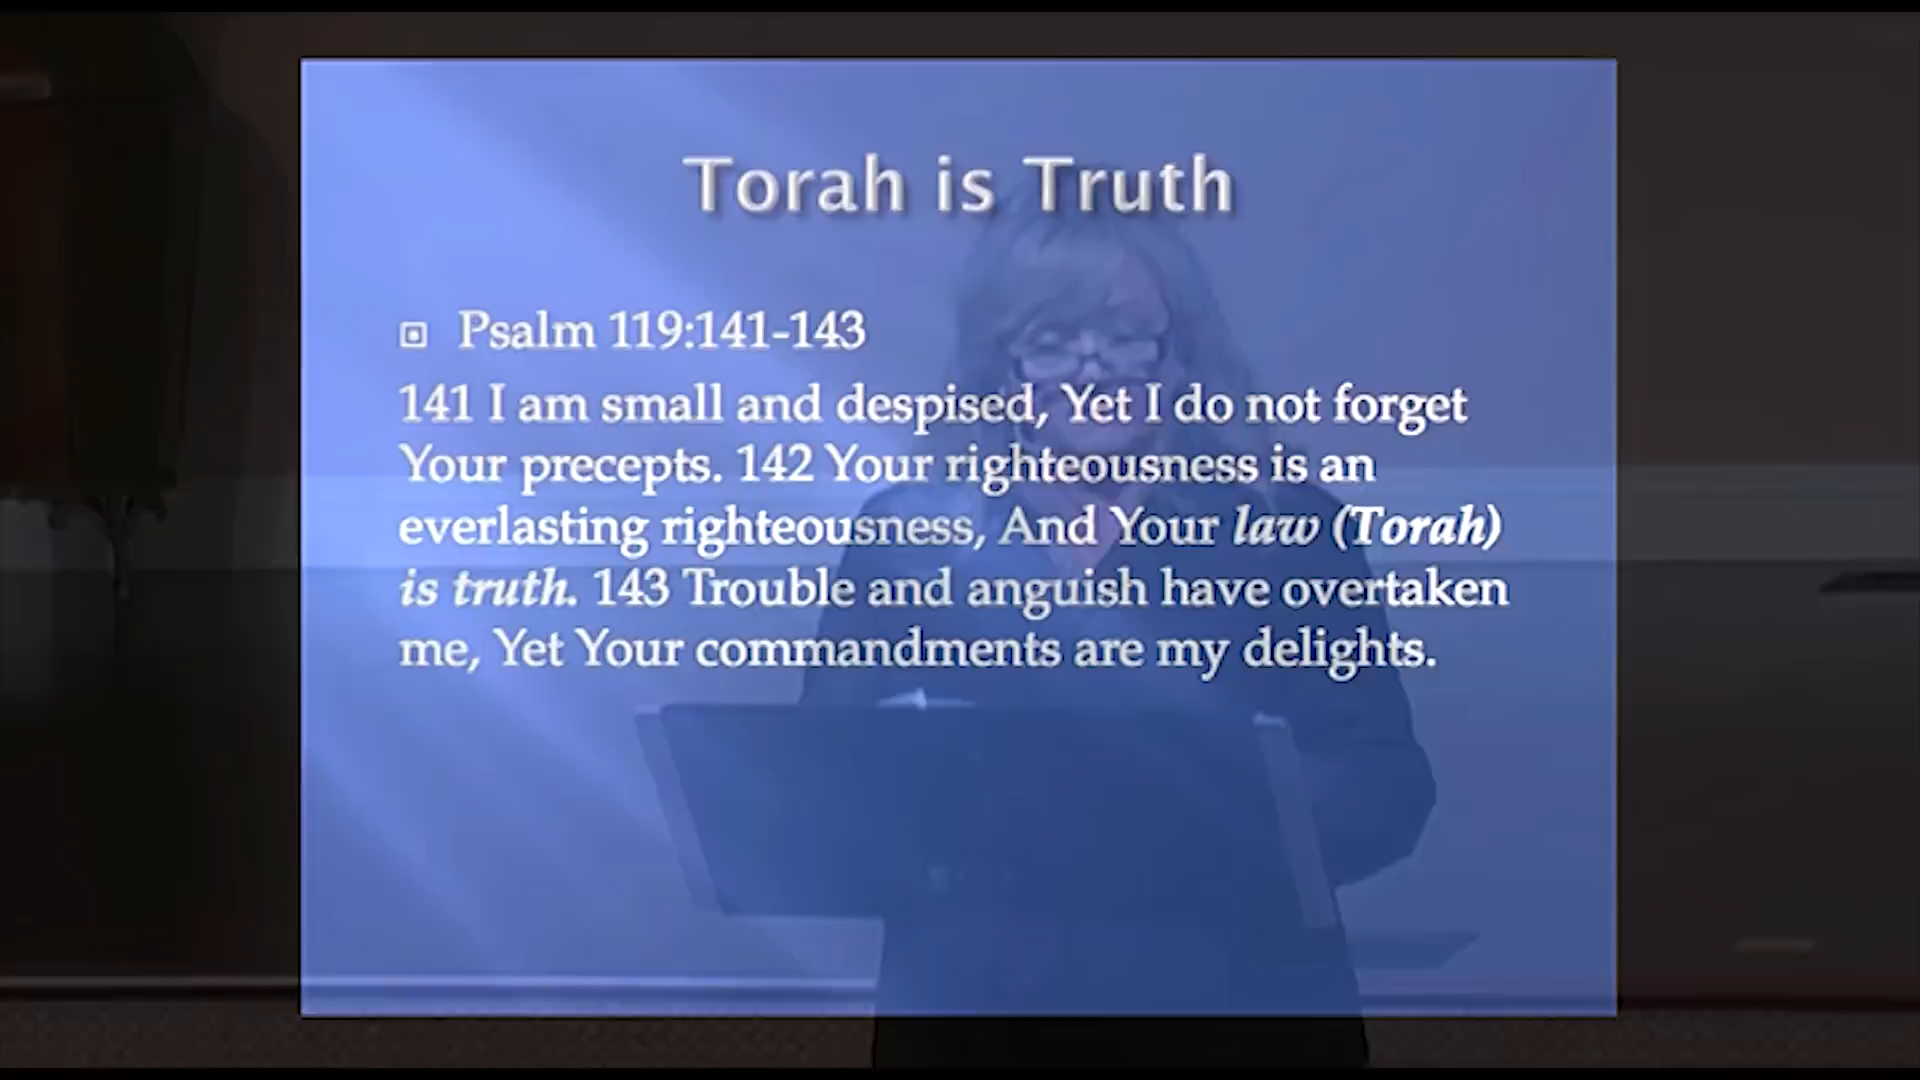 Torah is Truth
Psalm 119:141-143
141 I am small and despised, Yet I do not forget
Your precepts. 142 Your righteousness is an
everlasting righteousness, And Your law (Torah)
is truth. 143 Trouble and anguish have overtaken
me, Yet Your commandments are my delights.